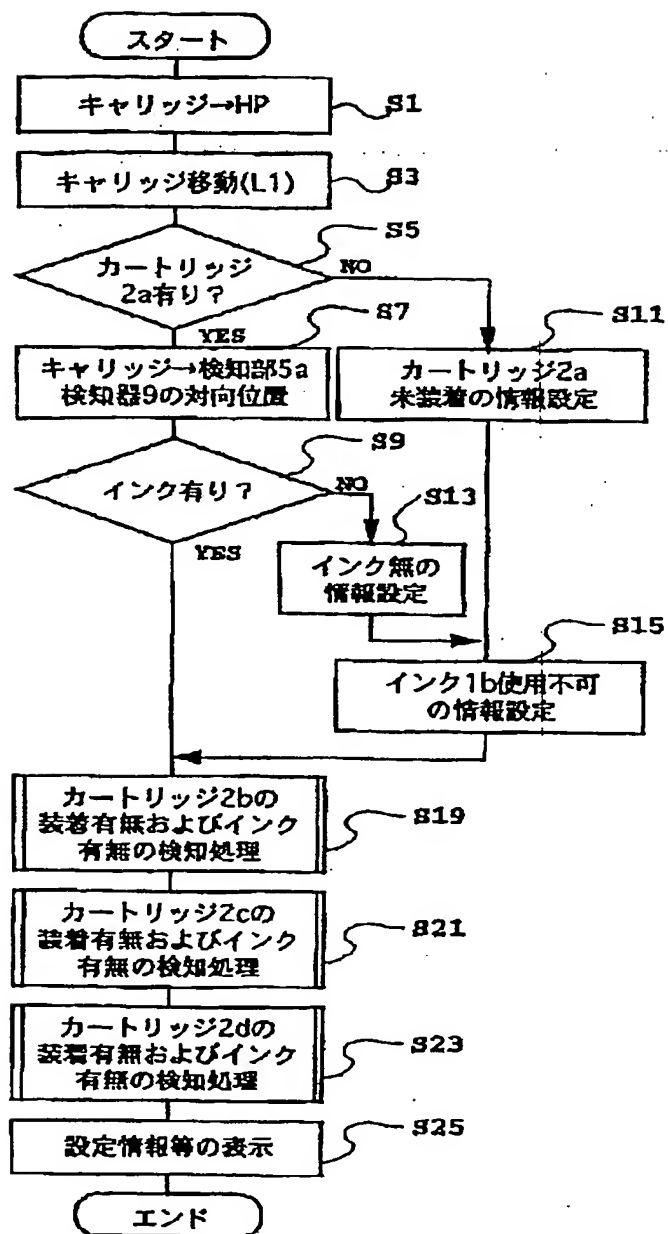 スタート
キャリッジ→HP
S1
キャリッジ移動(L1)
S3
S5
カートリッジ
2a有り?
NO
S7
YES
S11
キャリッジ→検知部5a
検知器9の対向位置
カートリッジ2a
未装着の情報設定
S9
インク有り?
NO
S13
YES
インク無の
情報設定
S15
インク1b使用不可
の情報設定
カートリッジ2bの
装着有無およびインク
有無の検知処理
S19
カートリッジ2cの
装着有無およびインク
有無の検知処理
S21
カートリッジ2dの
装着有無およびインク
有無の検知処理
S23
S25
設定情報等の表示
エンド